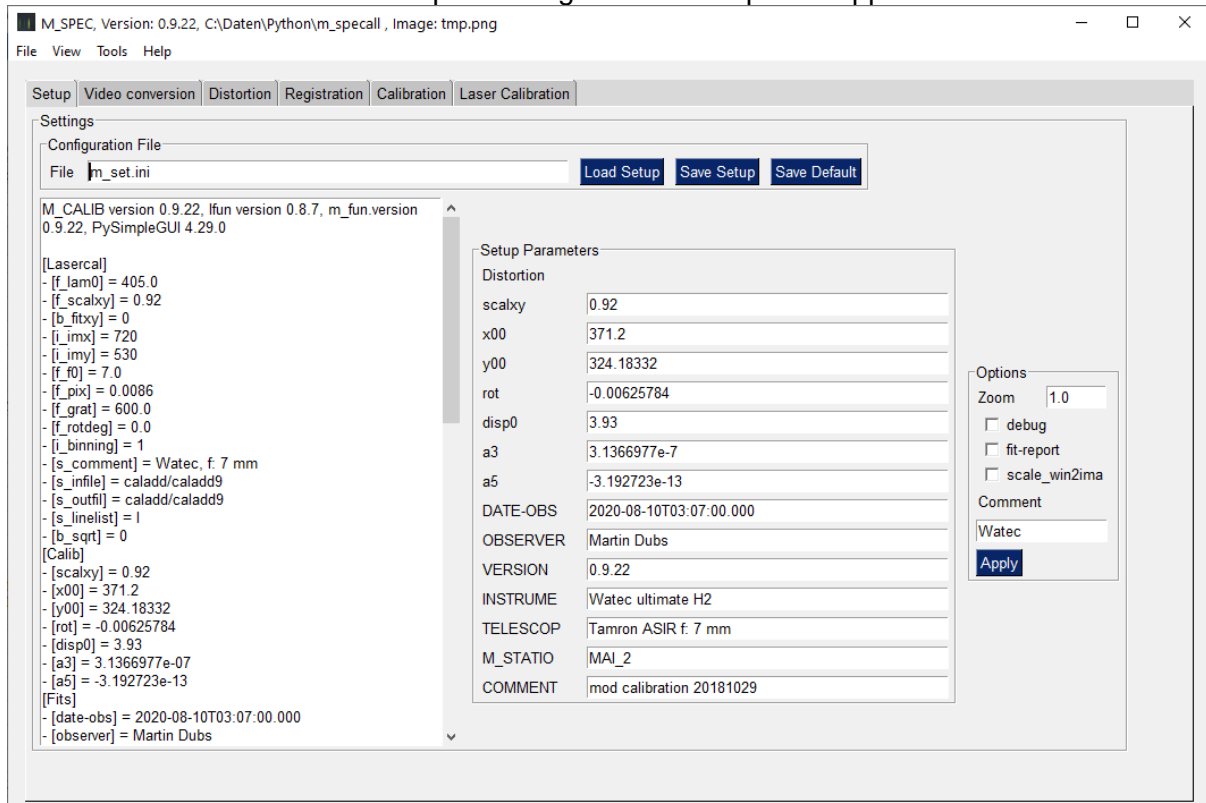 M_SPEC, Version: 0.9.22, C:\Daten\Python\m_specall , Image: tmp.png
File View Tools Help
Setup Video conversion Distortion Registration Calibration Laser Calibration
Settings
Configuration File
File m_set.ini Load Setup Save Setup Save Default
M_CALIB version 0.9.22, lfun version 0.8.7, m_fun.version
0.9.22, PySimpleGUI 4.29.0
[Lasercal]
- [f_lam0] = 405.0
- [f_scalxy] = 0.92
- [b_fitxy] = 0
- [i_imx] = 720
- [i_imy] = 530
- [f_f0] = 7.0
- [f_pix] = 0.0086
- [f_grat] = 600.0
- [f_rotdeg] = 0.0
- [i_binning] = 1
- [s_comment] = Watec, f: 7 mm
- [s_infile] = caladd/caladd9
- [s_outfil] = caladd/caladd9
- [s_linelist] = l
- [b_sqrt] = 0
[Calib]
- [scalxy] = 0.92
- [x00] = 371.2
- [y00] = 324.18332
- [rot] = -0.00625784
- [disp0] = 3.93
- [a3] = 3.1366977e-07
- [a5] = -3.192723e-13
[Fits]
- [date-obs] = 2020-08-10T03:07:00.000
- [observer] = Martin Dubs
Setup Parameters
Distortion
scalxy 0.92
x00 371.2
y00 324.18332
rot -0.00625784
disp0 3.93
a3 3.1366977e-7
a5 -3.192723e-13
DATE-OBS 2020-08-10T03:07:00.000
OBSERVER Martin Dubs
VERSION 0.9.22
INSTRUME Watec ultimate H2
TELESCOP Tamron ASIR f: 7 mm
M_STATIO MAI_2
COMMENT mod calibration 20181029
Options
Zoom 1.0
debug
fit-report
scale_win2ima
Comment
Watec
Apply